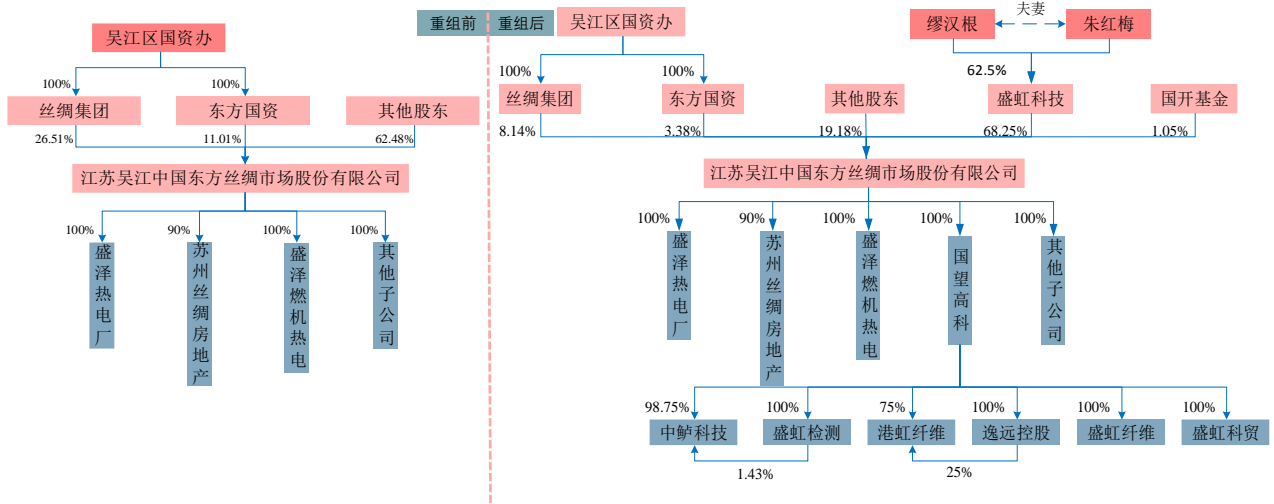 重组前
重组后
吴江区国资办
100%
100%
丝绸集团
东方国资
其他股东
26.51%
11.01%
62.48%
江苏吴江中国东方丝绸市场股份有限公司
100%
90%
100%
100%
盛泽热电厂
苏州丝绸房地产
盛泽燃机热电
其他子公司
吴江区国资办
缪汉根
夫妻
朱红梅
100%
100%
62.5%
丝绸集团
东方国资
其他股东
盛虹科技
国开基金
8.14%
3.38%
19.18%
68.25%
1.05%
江苏吴江中国东方丝绸市场股份有限公司
100%
90%
100%
100%
100%
盛泽热电厂
苏州丝绸房地产
盛泽燃机热电
国望高科
其他子公司
98.75%
100%
75%
100%
100%
100%
中鲈科技
盛虹检测
港虹纤维
逸远控股
盛虹纤维
盛虹科贸
1.43%
25%